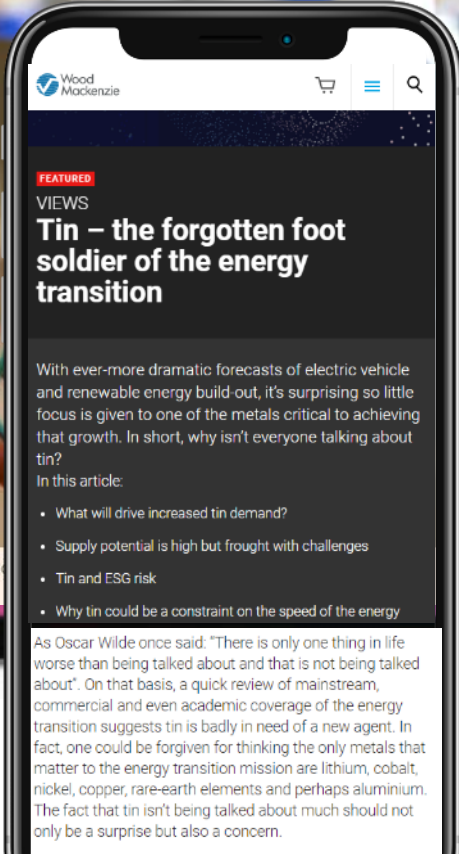 Wood
Mackenzie
FEATURED
VIEWS
Tin – the forgotten foot
soldier of the energy
transition
With ever-more dramatic forecasts of electric vehicle
and renewable energy build-out, it's surprising so little
focus is given to one of the metals critical to achieving
that growth. In short, why isn't everyone talking about
tin?
In this article:
• What will drive increased tin demand?
• Supply potential is high but frought with challenges
• Tin and ESG risk
• Why tin could be a constraint on the speed of the energy
As Oscar Wilde once said: “There is only one thing in life
worse than being talked about and that is not being talked
about”. On that basis, a quick review of mainstream,
commercial and even academic coverage of the energy
transition suggests tin is badly in need of a new agent. In
fact, one could be forgiven for thinking the only metals that
matter to the energy transition mission are lithium, cobalt,
nickel, copper, rare-earth elements and perhaps aluminium.
The fact that tin isn't being talked about much should not
only be a surprise but also a concern.